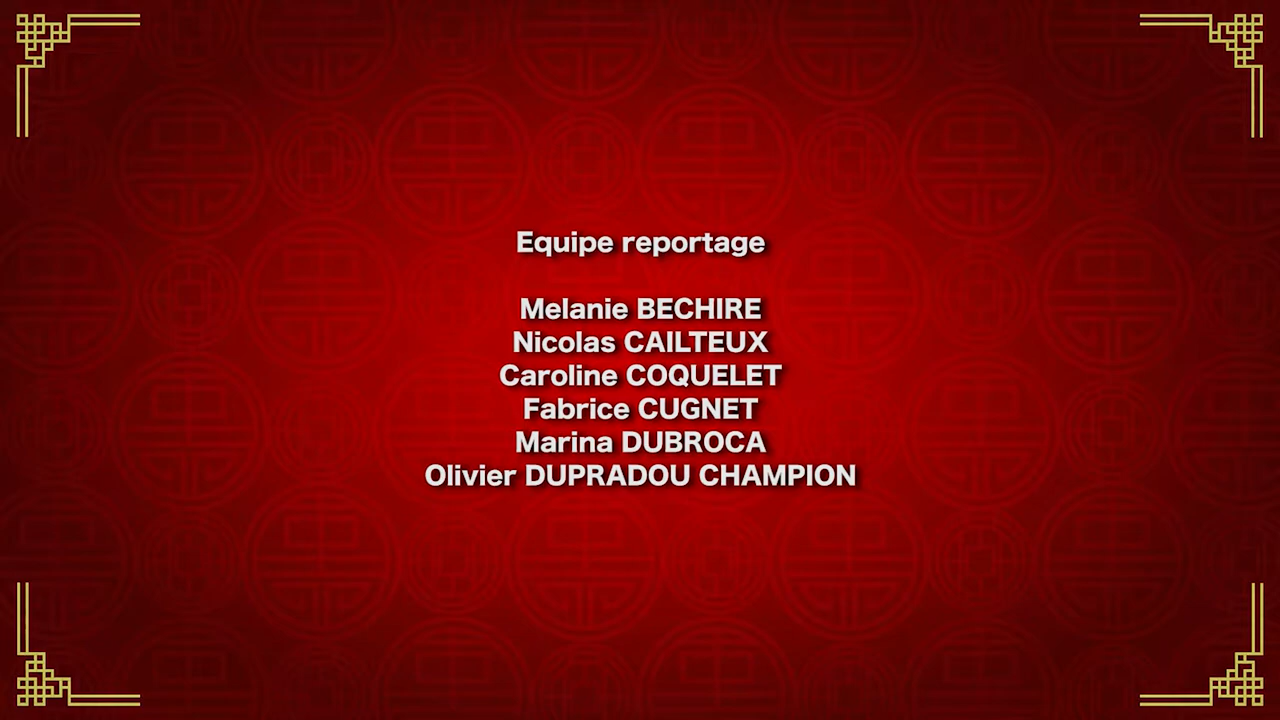 Equipe reportage
Melanie BECHIRE
Nicolas CAILTEUX
Caroline COQUELET
Fabrice CUGNET
Marina DUBROCA
Olivier DUPRADOU CHAMPION